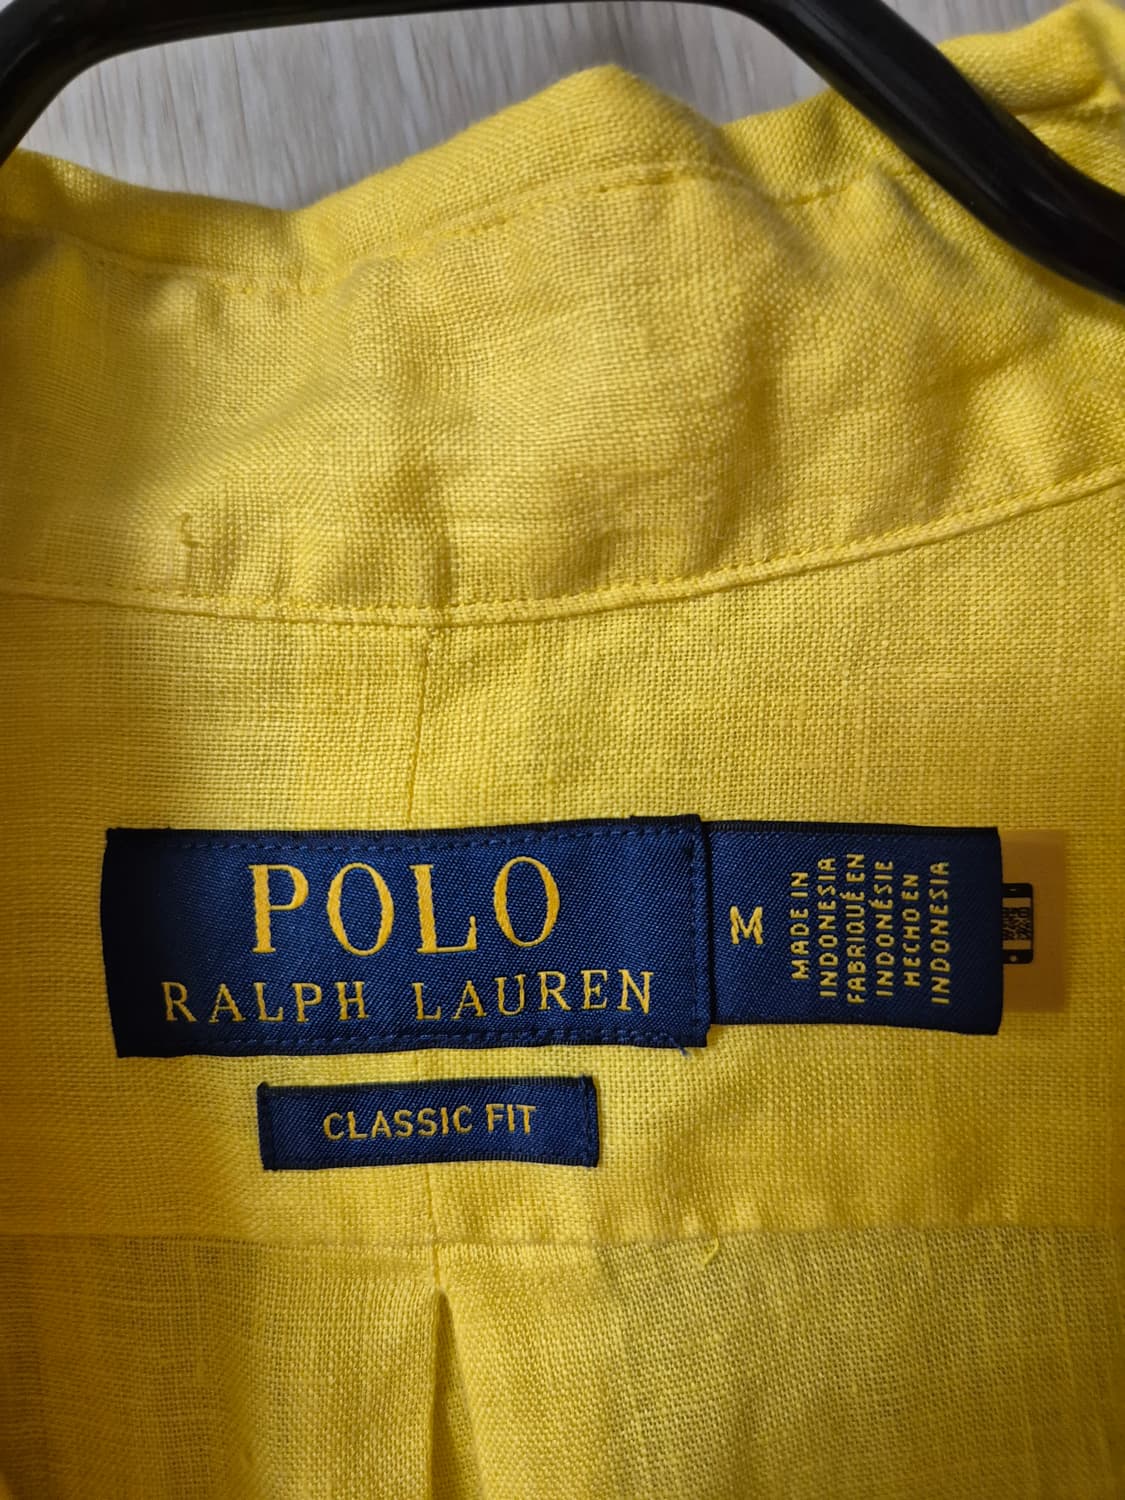 POLO
RALPH LAUREN
M
MADE IN
INDONESIA
FABRIQUÉ EN
INDONÉSIE
HECHO EN
INDONESIA
CLASSIC FIT